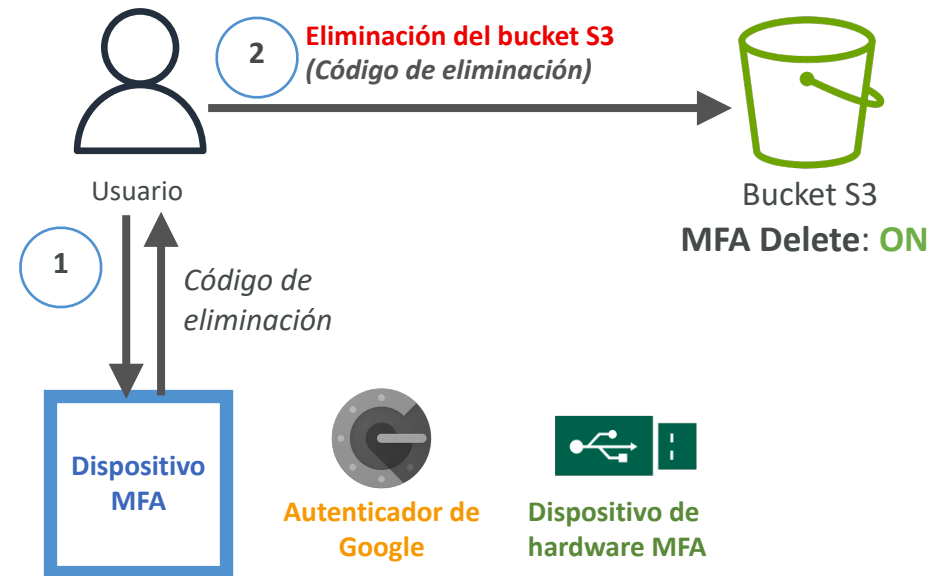 2
Eliminación del bucket S3
(Código de eliminación)
Usuario
Bucket S3
MFA Delete: ON
1
Código de
eliminación
Dispositivo
MFA
Autenticador de
Google
Dispositivo de
hardware MFA